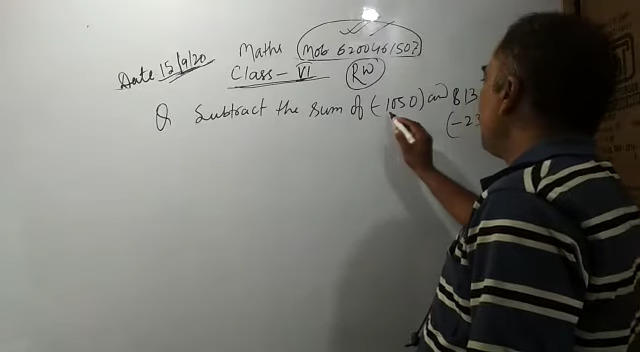 Date 15/9/20 Maths Mob 6200461507
Class - VI RW
Q Subtract the sum of (-1050) and 813
(-23